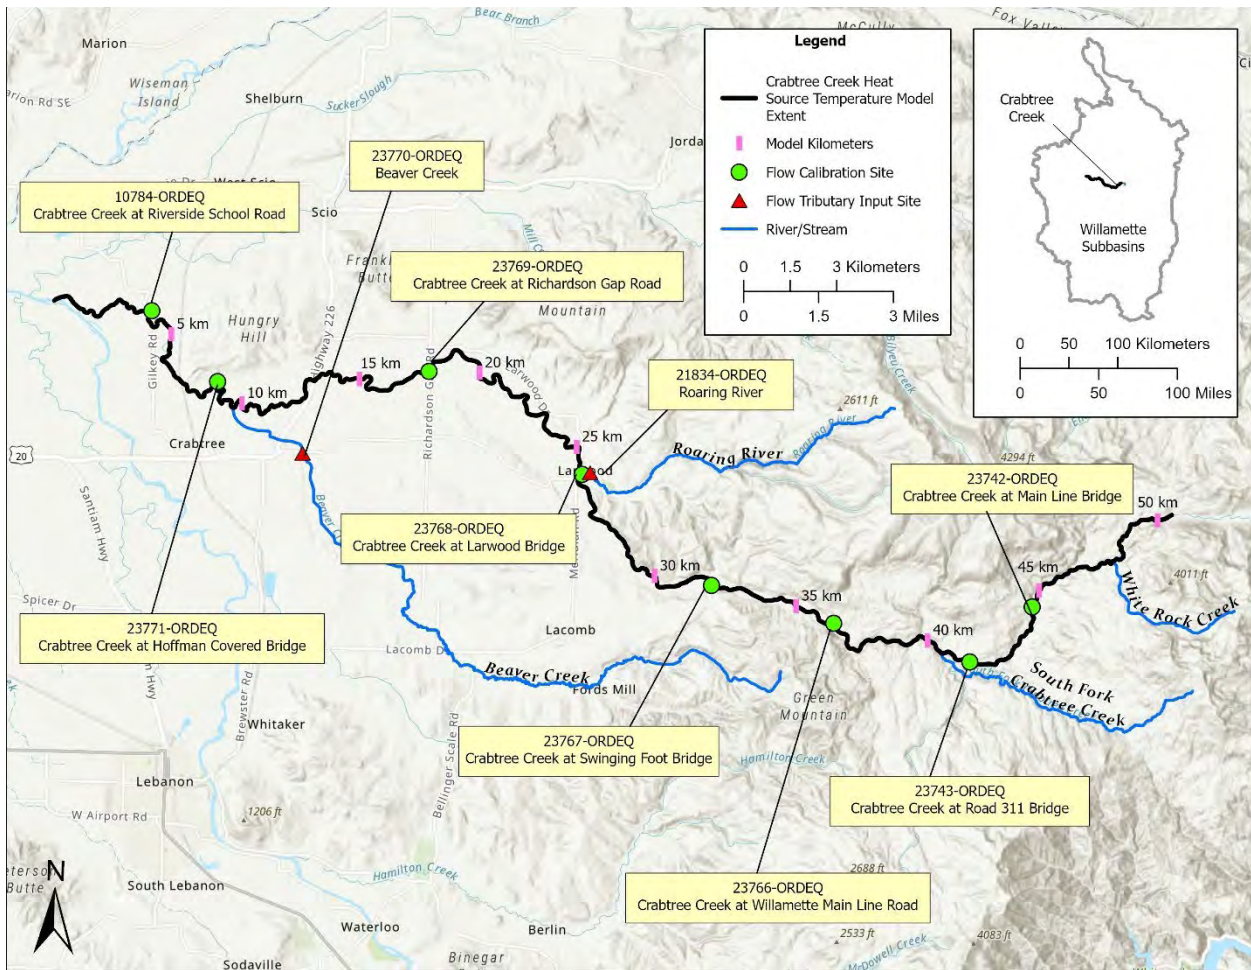 Marion
Bear Branch
Wiseman
Island
Shelburn
Sucker Slough
Jorda
23770-ORDEQ
Beaver Creek
10784-ORDEQ
Crabtree Creek at Riverside School Road
West Scio
Scio
Mill C
23769-ORDEQ
Crabtree Creek at Richardson Gap Road
Mountain
Hungry
Hill
Gilkey Rd
5 km
10 km
15 km
20 km
25 km
Larwood D
21834-ORDEQ
Roaring River
2611 ft
Roaring River
Roaring River
Crabtree
20
Santiam Hwy
Beaver C
23768-ORDEQ
Crabtree Creek at Larwood Bridge
4294 ft
23742-ORDEQ
Crabtree Creek at Main Line Bridge
50 km
45 km
4011 ft
White Rock Creek
30 km
35 km
40 km
Spicer Dr
23771-ORDEQ
Crabtree Creek at Hoffman Covered Bridge
Lacomb
Lacomb D
Beaver Creek
Fords Mill
South Fork
Crabtree Creek
Green
Mountain
Brewster Rd
Whitaker
23767-ORDEQ
Crabtree Creek at Swinging Foot Bridge
Bellinger Scale Rd
Hamilton Creek
Lebanon
23743-ORDEQ
Crabtree Creek at Road 311 Bridge
W Airport Rd
1206 ft
N
Butte
South Lebanon
Hamilton Creek
2688 ft
23766-ORDEQ
Crabtree Creek at Willamette Main Line Road
Waterloo
Berlin
2533 ft
4083 ft
McDowell Creek
Sodaville
Binegar
Legend
Crabtree Creek Heat
Source Temperature Model
Extent
Model Kilometers
Flow Calibration Site
Flow Tributary Input Site
River/Stream
0 1.5 3 Kilometers
0 1.5 3 Miles
Crabtree
Creek
Willamette
Subbasins
0 50 100 Kilometers
0 50 100 Miles